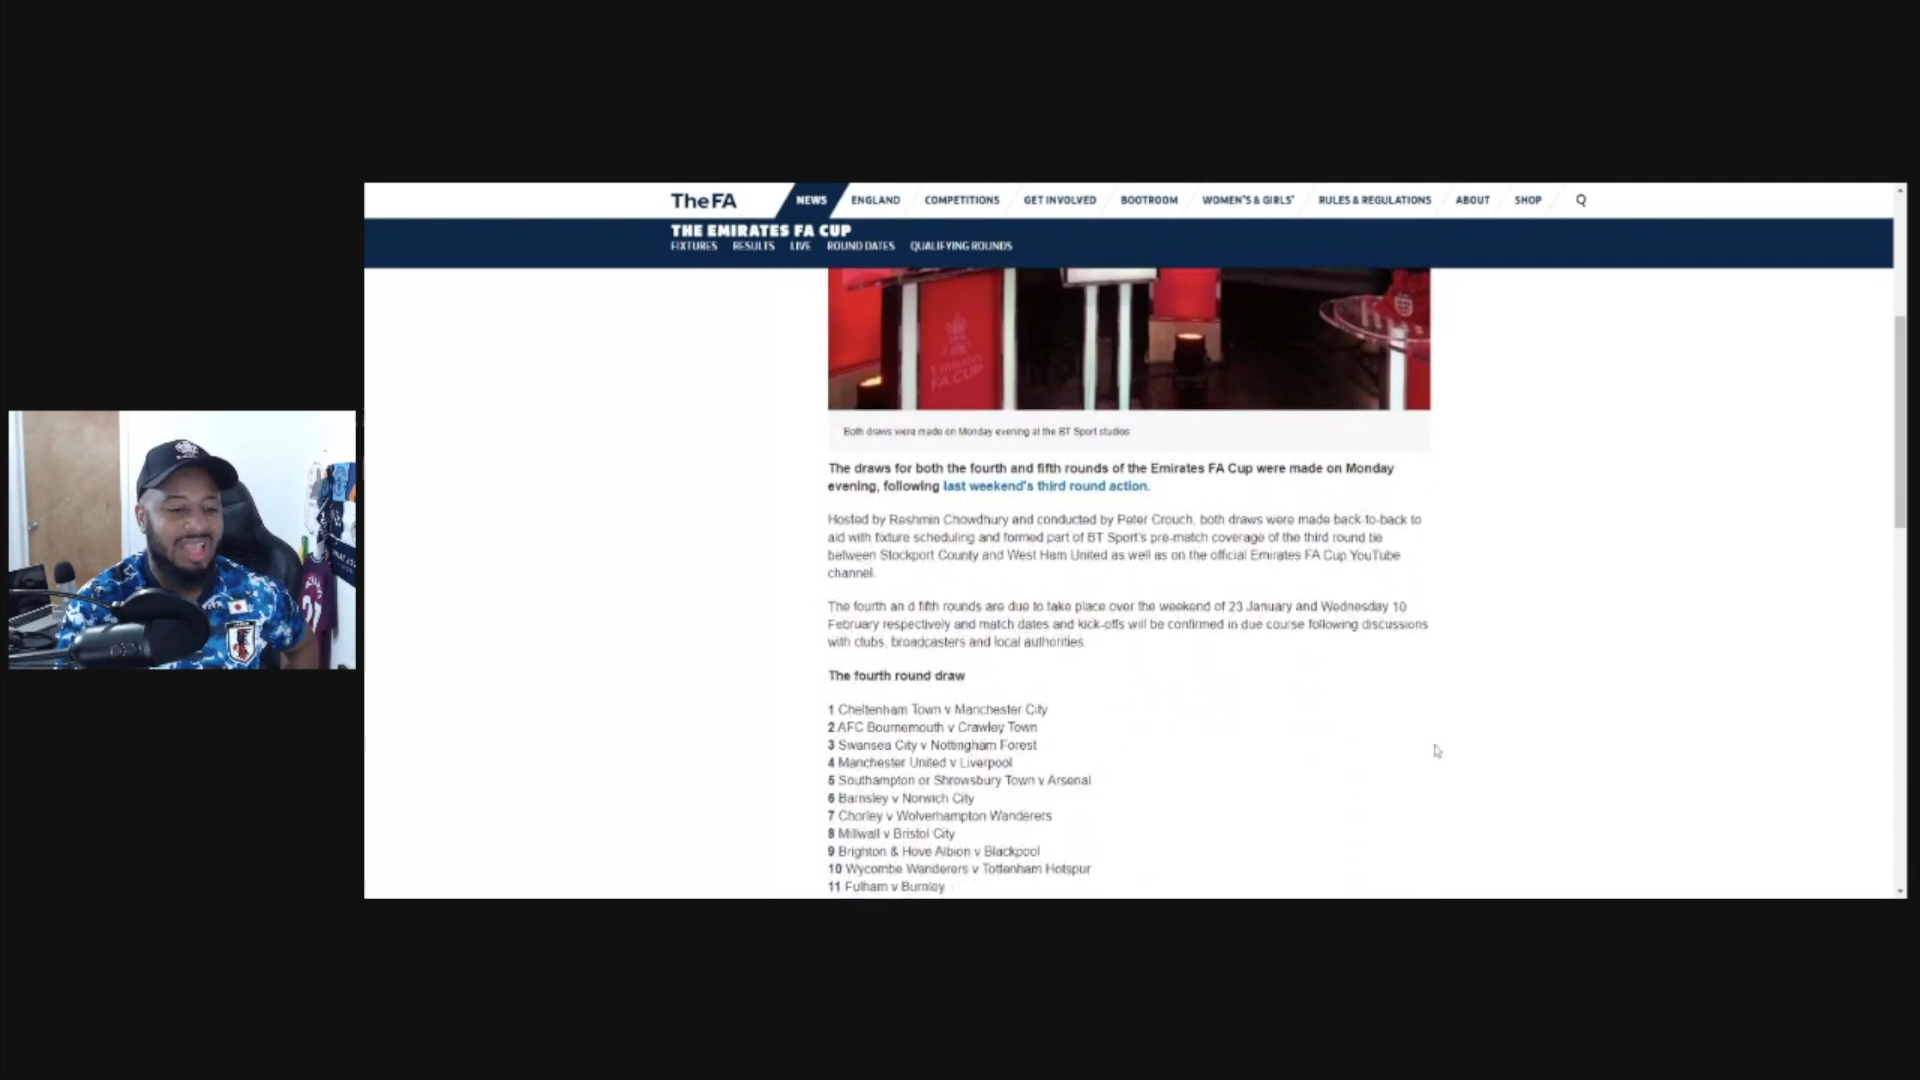 TheFA
NEWS
ENGLAND
COMPETITIONS
GET INVOLVED
BOOTROOM
WOMEN'S & GIRLS'
RULES & REGULATIONS
ABOUT
SHOP
THE EMIRATES FA CUP
FIXTURES
RESULTS
LIVE
ROUND DATES
QUALIFYING ROUNDS
Emirates
FA CUP
Both draws were made on Monday evening at the BT Sport studios
The draws for both the fourth and fifth rounds of the Emirates FA Cup were made on Monday
evening, following last weekend's third round action.
Hosted by Reshmin Chowdhury and conducted by Peter Crouch, both draws were made back-to-back to
aid with fixture scheduling and formed part of BT Sport's pre-match coverage of the third round tie
between Stockport County and West Ham United as well as on the official Emirates FA Cup YouTube
channel.
The fourth an d fifth rounds are due to take place over the weekend of 23 January and Wednesday 10
February respectively and match dates and kick-offs will be confirmed in due course following discussions
with clubs, broadcasters and local authorities.
The fourth round draw
1 Cheltenham Town v Manchester City
2 AFC Bournemouth v Crawley Town
3 Swansea City v Nottingham Forest
4 Manchester United v Liverpool
5 Southampton or Shrewsbury Town v Arsenal
6 Barnsley v Norwich City
7 Chorley v Wolverhampton Wanderers
8 Millwall v Bristol City
9 Brighton & Hove Albion v Blackpool
10 Wycombe Wanderers v Tottenham Hotspur
11 Fulham v Burnley